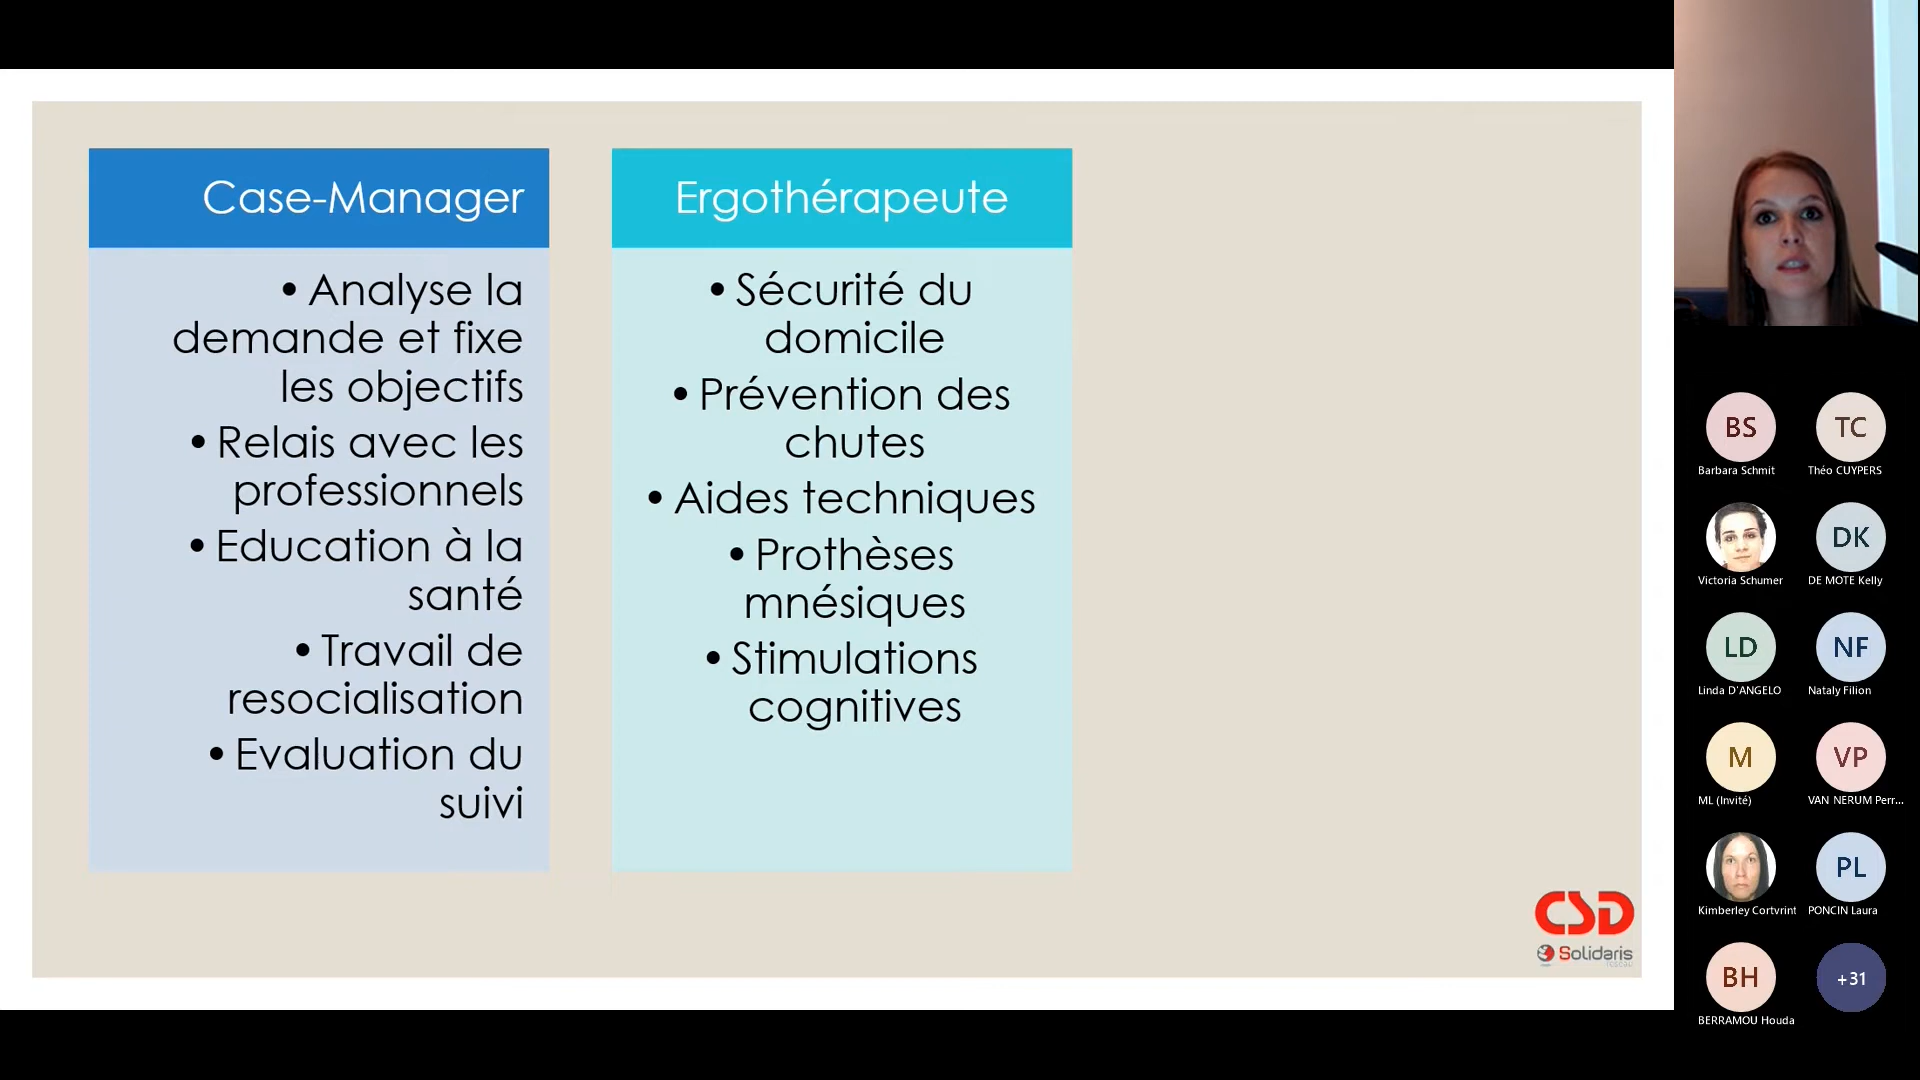 Case-Manager
• Analyse la
demande et fixe
les objectifs
• Relais avec les
professionnels
• Education à la
santé
• Travail de
resocialisation
• Evaluation du
suivi
Ergothérapeute
• Sécurité du
domicile
• Prévention des
chutes
• Aides techniques
• Prothèses
mnésiques
• Stimulations
cognitives
CSD
Solidaris
BS
Barbara Schmit
TC
Théo CUYPERS
Victoria Schumer
DK
DE MOTE Kelly
LD
Linda D'ANGELO
NF
Nataly Filion
M
ML (Invité)
VP
VAN NERUM Perr...
Kimberley Cortvrint
PL
PONCIN Laura
BH
BERRAMOU Houda
+31